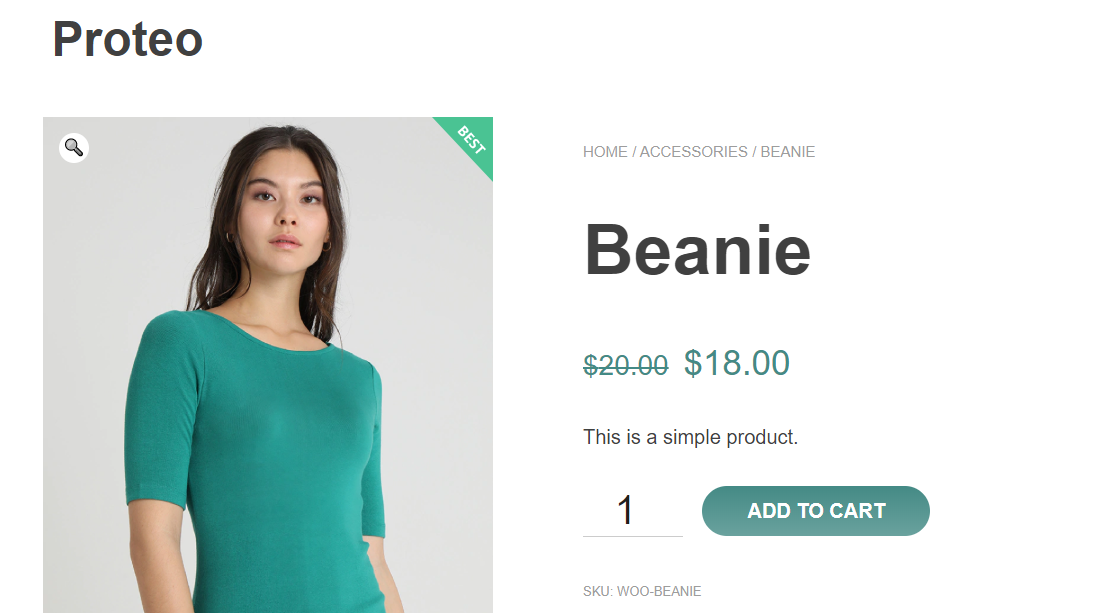 Proteo
BEST
HOME / ACCESSORIES / BEANIE
Beanie
$20.00 $18.00
This is a simple product.
1 ADD TO CART
SKU: WOO-BEANIE